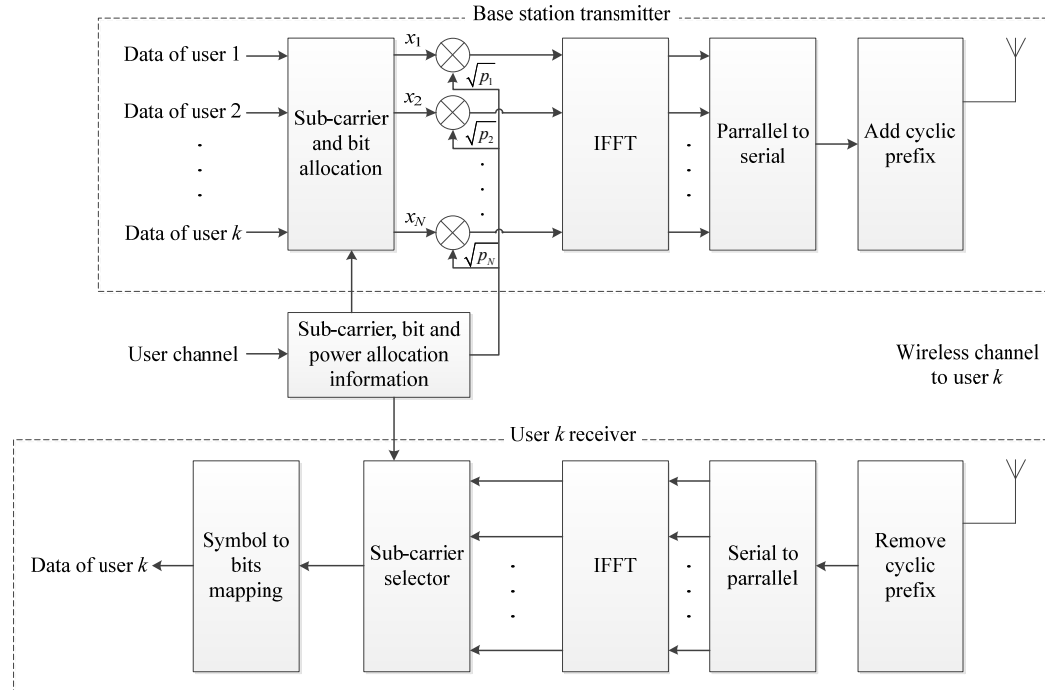 Base station transmitter
Data of user 1
Data of user 2
Data of user k
Sub-carrier
and bit
allocation
x1
√p1
x2
√p2
xN
√pN
IFFT
Parrallel to
serial
Add cyclic
prefix
User channel
Sub-carrier, bit and
power allocation
information
Wireless channel
to user k
User k receiver
Data of user k
Symbol to
bits
mapping
Sub-carrier
selector
IFFT
Serial to
parrallel
Remove
cyclic
prefix